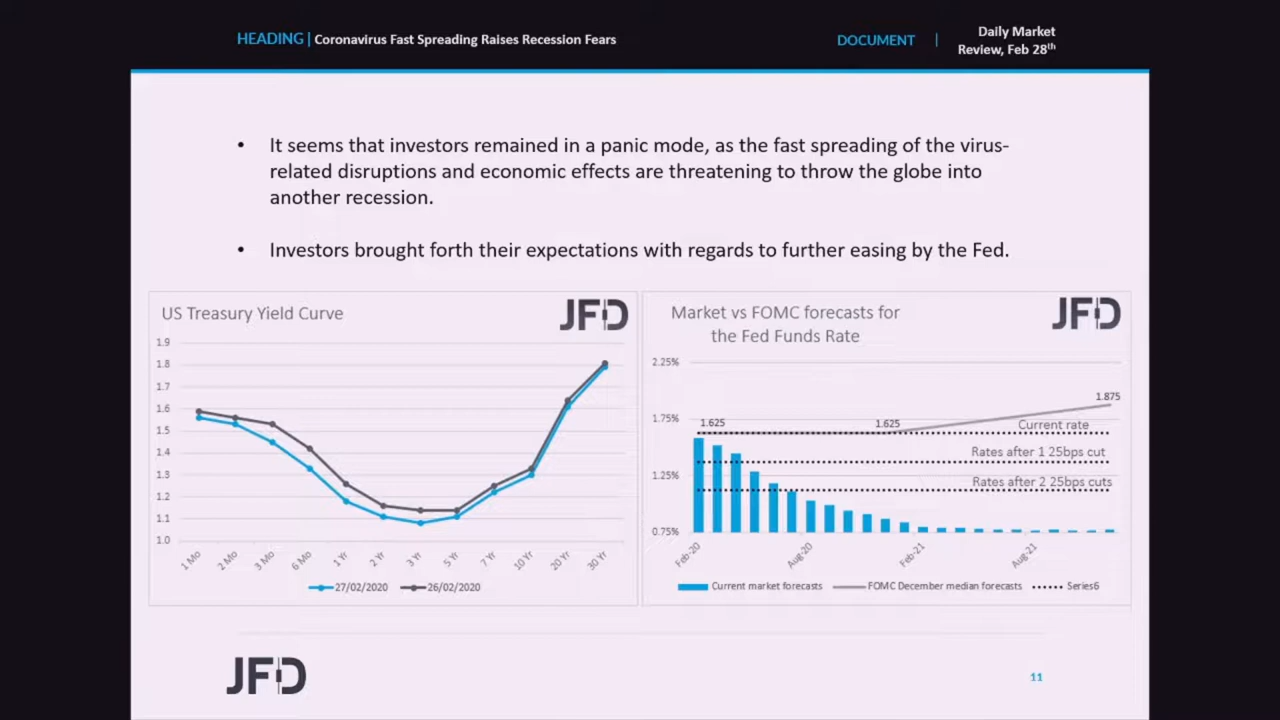 HEADING | Coronavirus Fast Spreading Raises Recession Fears
DOCUMENT | Daily Market
Review, Feb 28th
• It seems that investors remained in a panic mode, as the fast spreading of the virus-
related disruptions and economic effects are threatening to throw the globe into
another recession.
• Investors brought forth their expectations with regards to further easing by the Fed.
US Treasury Yield Curve
JFD
1.9
1.8
1.7
1.6
1.5
1.4
1.3
1.2
1.1
1.0
1 Mo 2 Mo 3 Mo 6 Mo 1 Yr 2 Yr 3 Yr 5 Yr 7 Yr 10 Yr 20 Yr 30 Yr
27/02/2020 26/02/2020
Market vs FOMC forecasts for
the Fed Funds Rate
JFD
2.25%
1.75%
1.25%
0.75%
1.625
1.625
1.875
Current rate
Rates after 1 25bps cut
Rates after 2 25bps cuts
Feb-20 Aug-20 Feb-21 Aug-21
Current market forecasts FOMC December median forecasts Series6
JFD
11